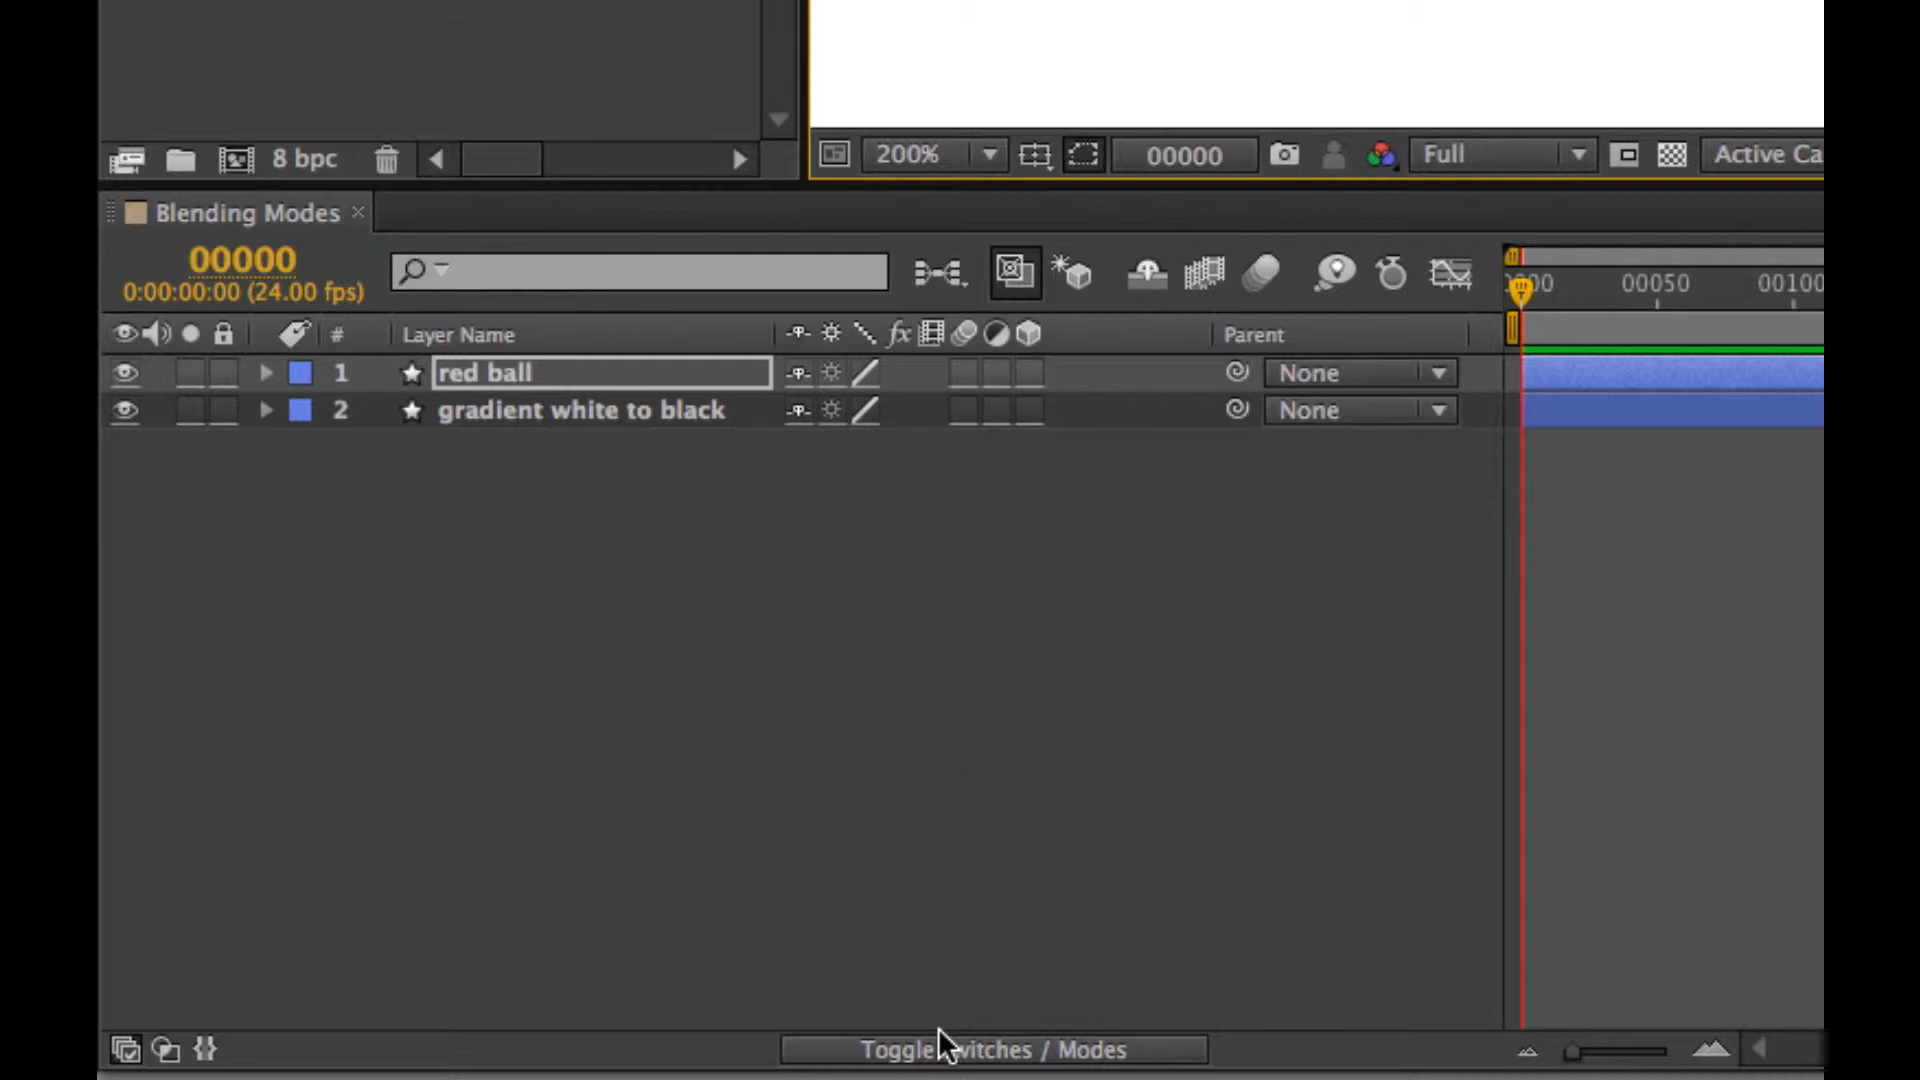 8 bpc
200%
00000
Full
Active Ca
Blending Modes
00000
0:00:00:00 (24.00 fps)
00050
00100
#
Layer Name
fx
Parent
1
red ball
None
2
gradient white to black
None
Toggle Switches / Modes